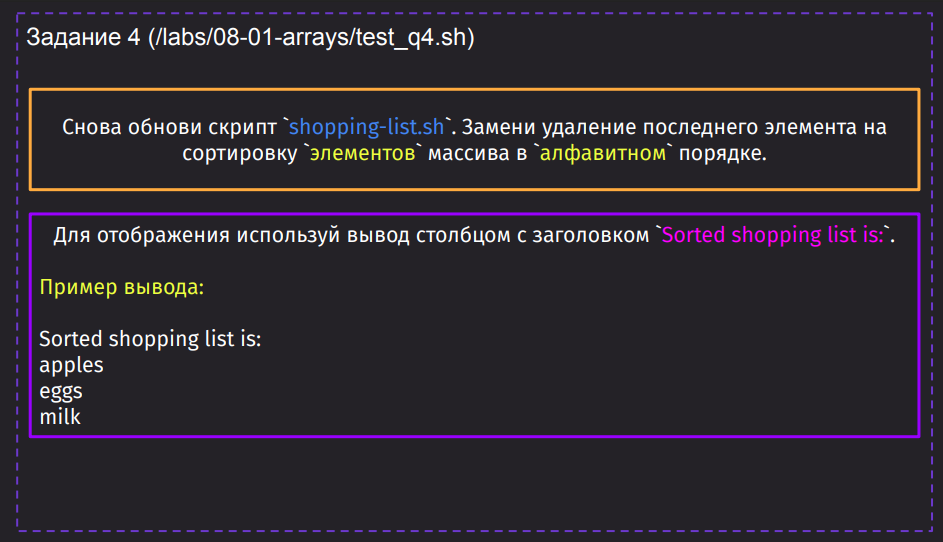 Задание 4 (/labs/08-01-arrays/test_q4.sh)
Снова обнови скрипт `shopping-list.sh`. Замени удаление последнего элемента на
сортировку `элементов` массива в `алфавитном` порядке.
Для отображения используй вывод столбцом с заголовком `Sorted shopping list is:`.
Пример вывода:
Sorted shopping list is:
apples
eggs
milk